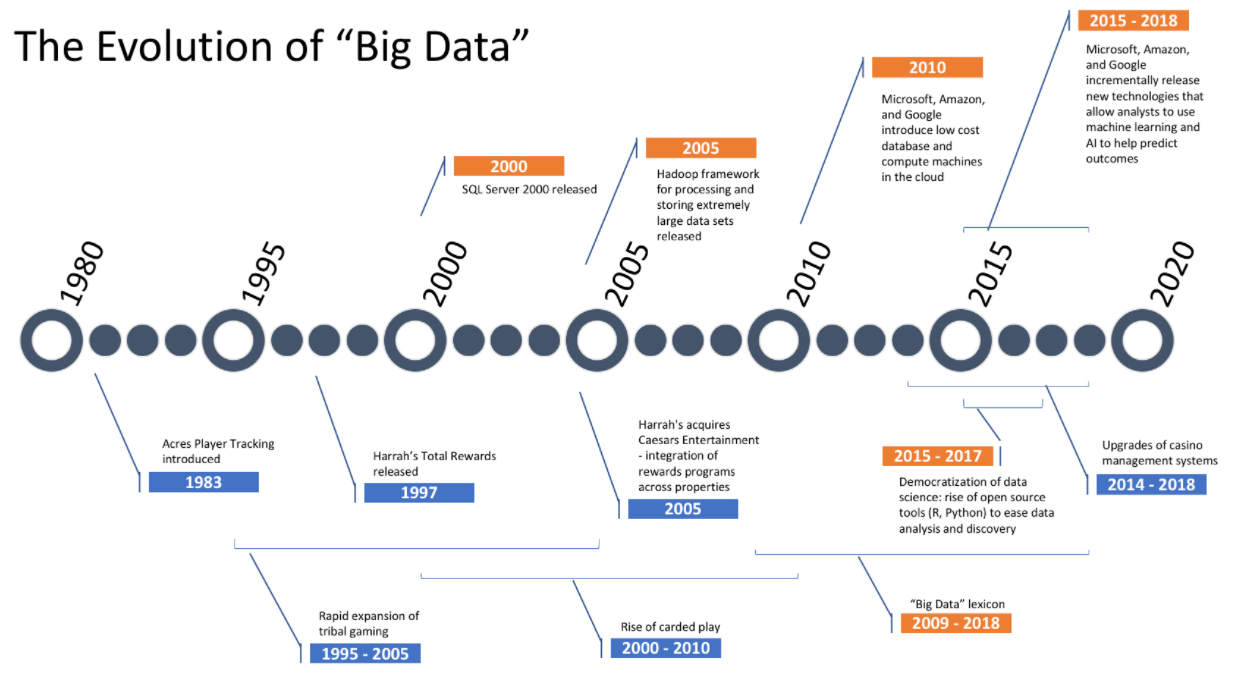 The Evolution of “Big Data”
2015 - 2018
Microsoft, Amazon,
and Google
incrementally release
new technologies that
allow analysts to use
machine learning and
AI to help predict
outcomes
2010
Microsoft, Amazon,
and Google
introduce low cost
database and
compute machines
in the cloud
2005
Hadoop framework
for processing and
storing extremely
large data sets
released
2000
SQL Server 2000 released
1980
1995
2000
2005
2010
2015
2020
Acres Player Tracking
introduced
1983
Harrah’s Total Rewards
released
1997
Harrah's acquires
Caesars Entertainment
- integration of
rewards programs
across properties
2005
2015 - 2017
Democratization of data
science: rise of open source
tools (R, Python) to ease data
analysis and discovery
Upgrades of casino
management systems
2014 - 2018
Rapid expansion of
tribal gaming
1995 - 2005
Rise of carded play
2000 - 2010
“Big Data” lexicon
2009 - 2018